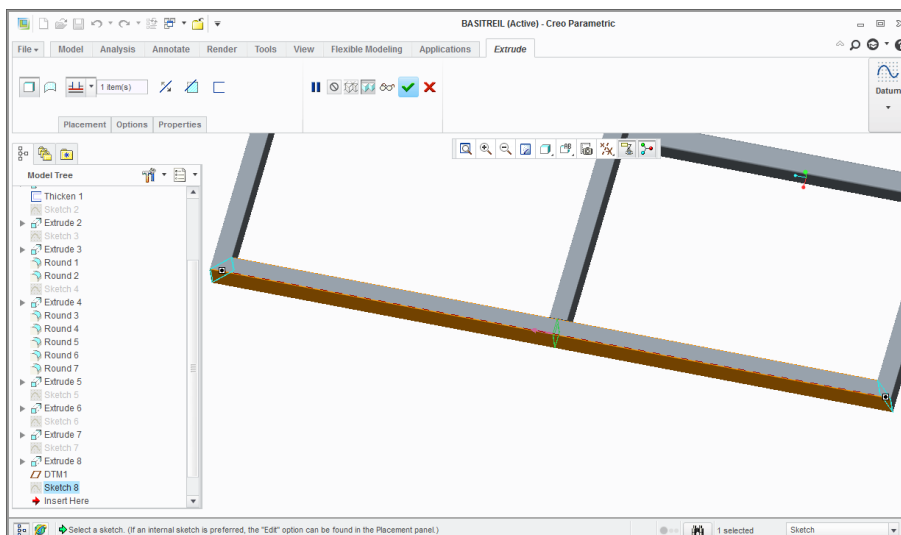 BASITREIL (Active) - Creo Parametric
File Model Analysis Annotate Render Tools View Flexible Modeling Applications Extrude
1 item(s)
Datum
Placement Options Properties
Model Tree
Thicken 1
Sketch 2
Extrude 2
Sketch 3
Extrude 3
Round 1
Round 2
Sketch 4
Extrude 4
Round 3
Round 4
Round 5
Round 6
Round 7
Extrude 5
Sketch 5
Extrude 6
Sketch 6
Extrude 7
Sketch 7
Extrude 8
DTM1
Sketch 8
Insert Here
Select a sketch. (If an internal sketch is preferred, the "Edit" option can be found in the Placement panel.) 1 selected Sketch